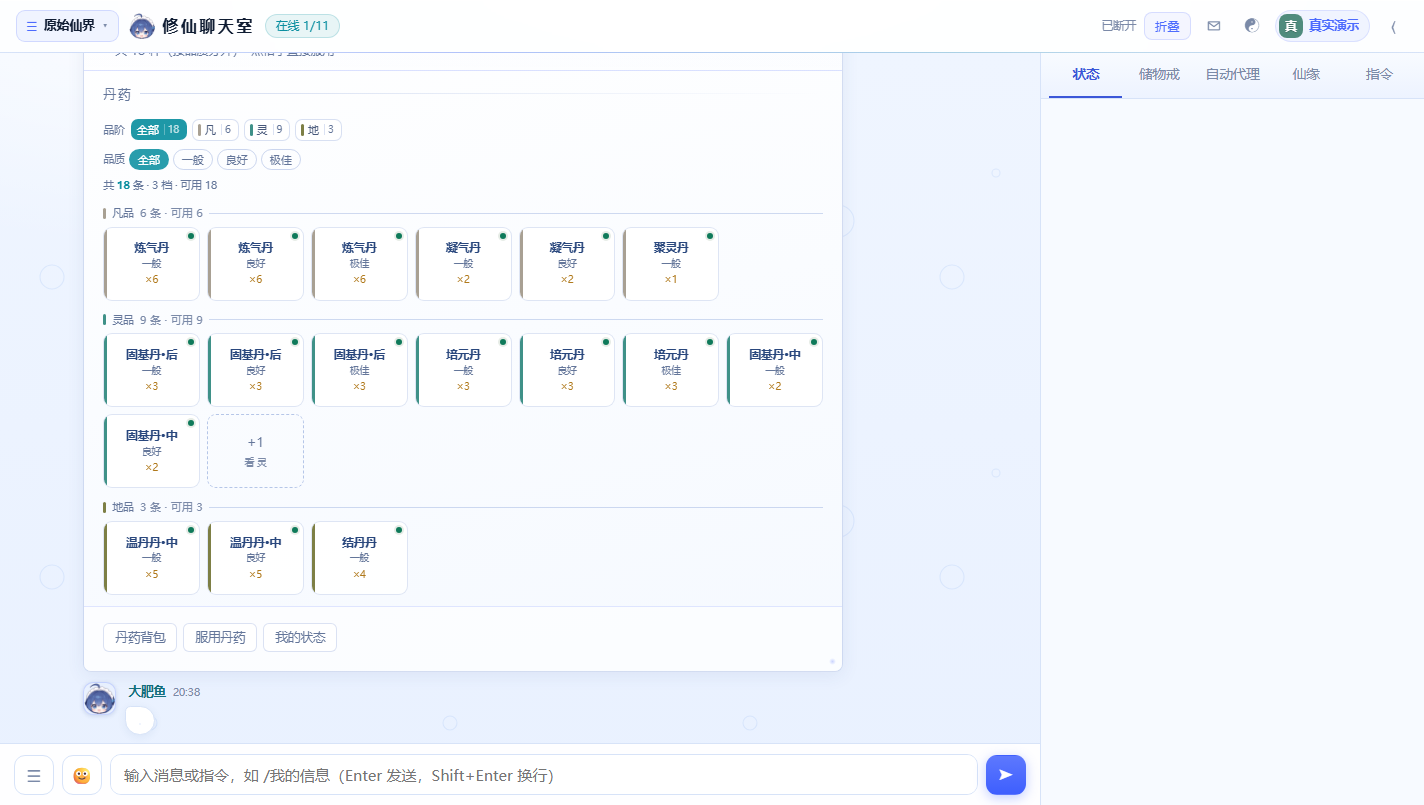 ☰ 原始仙界 修仙聊天室 在线 1/11 已断开 折叠 真 真实演示
状态 储物戒 自动代理 仙缘 指令
丹药
品阶 全部 18 凡 6 灵 9 地 3
品质 全部 一般 良好 极佳
共 18 条 · 3 档 · 可用 18
凡品 6 条 · 可用 6
炼气丹 炼气丹 炼气丹 凝气丹 凝气丹 聚灵丹
一般 良好 极佳 一般 良好 一般
×6 ×6 ×6 ×2 ×2 ×1
灵品 9 条 · 可用 9
固基丹•后 固基丹•后 固基丹•后 培元丹 培元丹 培元丹 固基丹•中
一般 良好 极佳 一般 良好 极佳 一般
×3 ×3 ×3 ×3 ×3 ×3 ×2
固基丹•中 +1
良好 看 灵
×2
地品 3 条 · 可用 3
温丹丹•中 温丹丹•中 结丹丹
一般 良好 一般
×5 ×5 ×4
丹药背包 服用丹药 我的状态
大肥鱼 20:38
输入消息或指令，如 /我的信息（Enter 发送，Shift+Enter 换行）